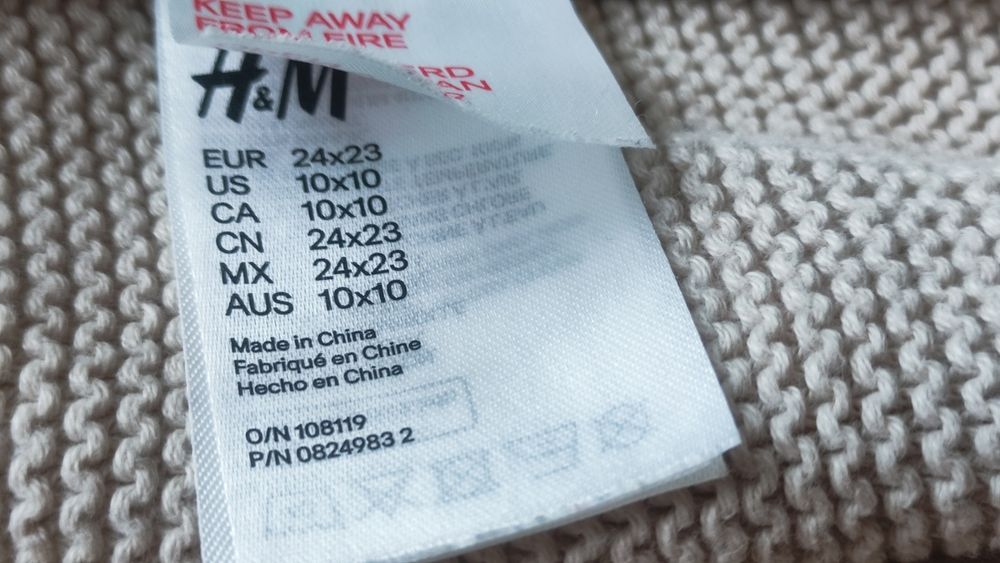 KEEP AWAY
FROM FIRE
H&M
EUR 24x23
US 10x10
CA 10x10
CN 24x23
MX 24x23
AUS 10x10
Made in China
Fabriqué en Chine
Hecho en China
O/N 108119
P/N 0824983 2